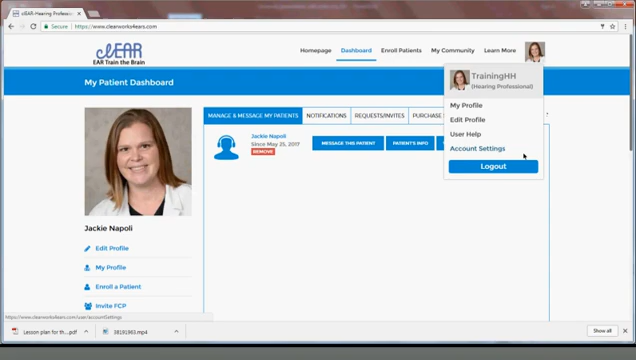 clEAR-Hearing Professio
Secure
https://www.clearworks4ears.com
clEAR
EAR Train the Brain
Homepage
Dashboard
Enroll Patients
My Community
Learn More
My Patient Dashboard
TrainingHH
(Hearing Professional)
My Profile
Edit Profile
User Help
Account Settings
Logout
MANAGE & MESSAGE MY PATIENTS
NOTIFICATIONS
REQUESTS/INVITES
PURCHASE
Jackie Napoli
Since May 25, 2017
REMOVE
MESSAGE THIS PATIENT
PATIENT'S INFO
Jackie Napoli
Edit Profile
My Profile
Enroll a Patient
Invite FCP
https://www.clearworks4ears.com/user/accountSettings
Lesson plan for th....pdf
38191983.mp4
Show all